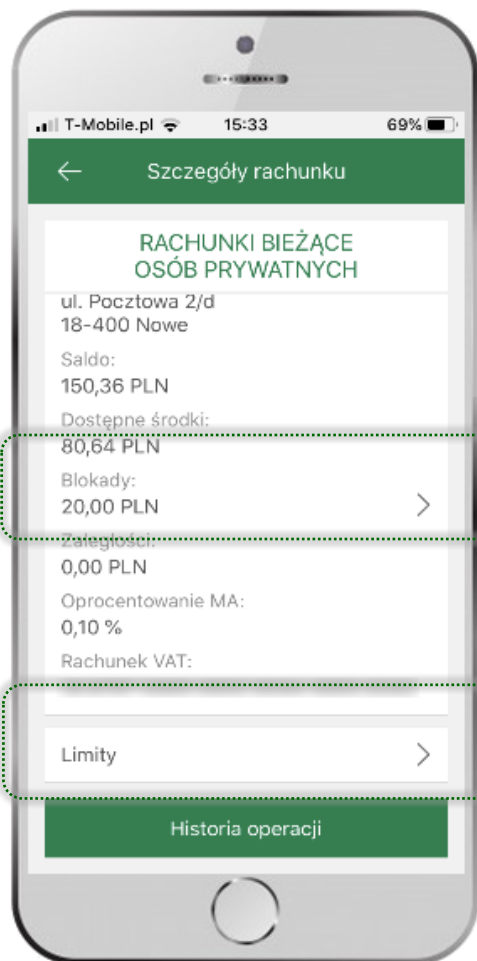 T-Mobile.pl 15:33 69%
Szczegóły rachunku
RACHUNKI BIEŻĄCE
OSÓB PRYWATNYCH
ul. Pocztowa 2/d
18-400 Nowe
Saldo:
150,36 PLN
Dostępne środki:
80,64 PLN
Blokady:
20,00 PLN
Zaległości:
0,00 PLN
Oprocentowanie MA:
0,10 %
Rachunek VAT:
Limity
Historia operacji